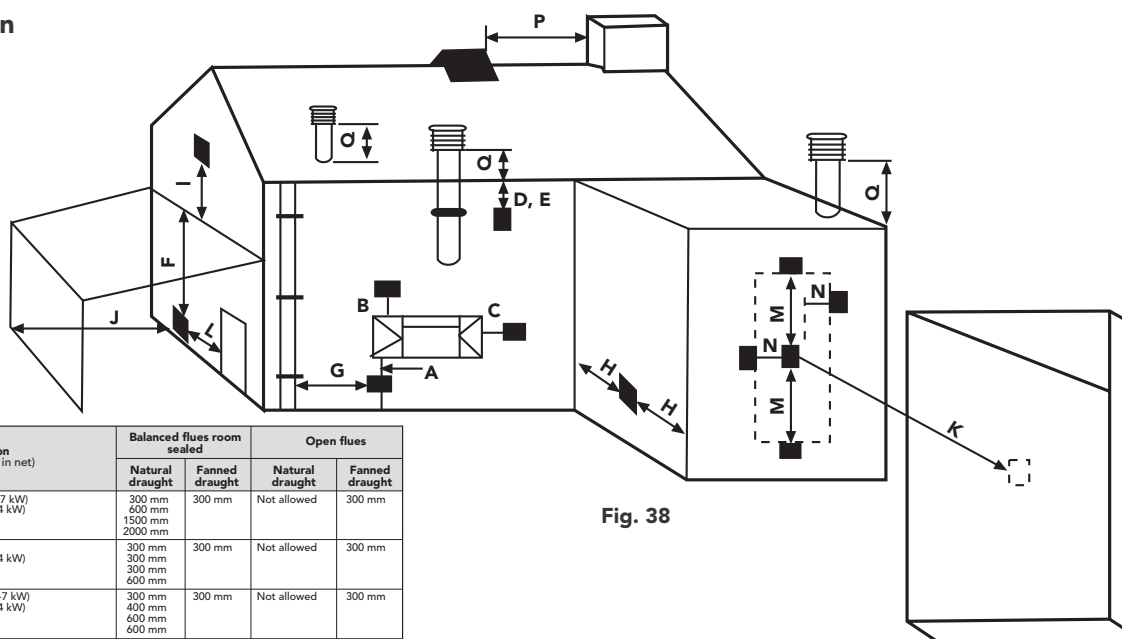 n
P
Q
Q
Q
D, E
I
F
J
L
B
C
A
G
H
H
M
N
N
M
K
Fig. 38
on
in net)
Balanced flues room sealed
Open flues
Natural draught
Fanned draught
Natural draught
Fanned draught
7 kW)
4 kW)
300 mm
600 mm
1500 mm
2000 mm
300 mm
Not allowed
300 mm
4 kW)
300 mm
300 mm
300 mm
600 mm
300 mm
Not allowed
300 mm
-7 kW)
4 kW)
300 mm
400 mm
600 mm
600 mm
300 mm
Not allowed
300 mm